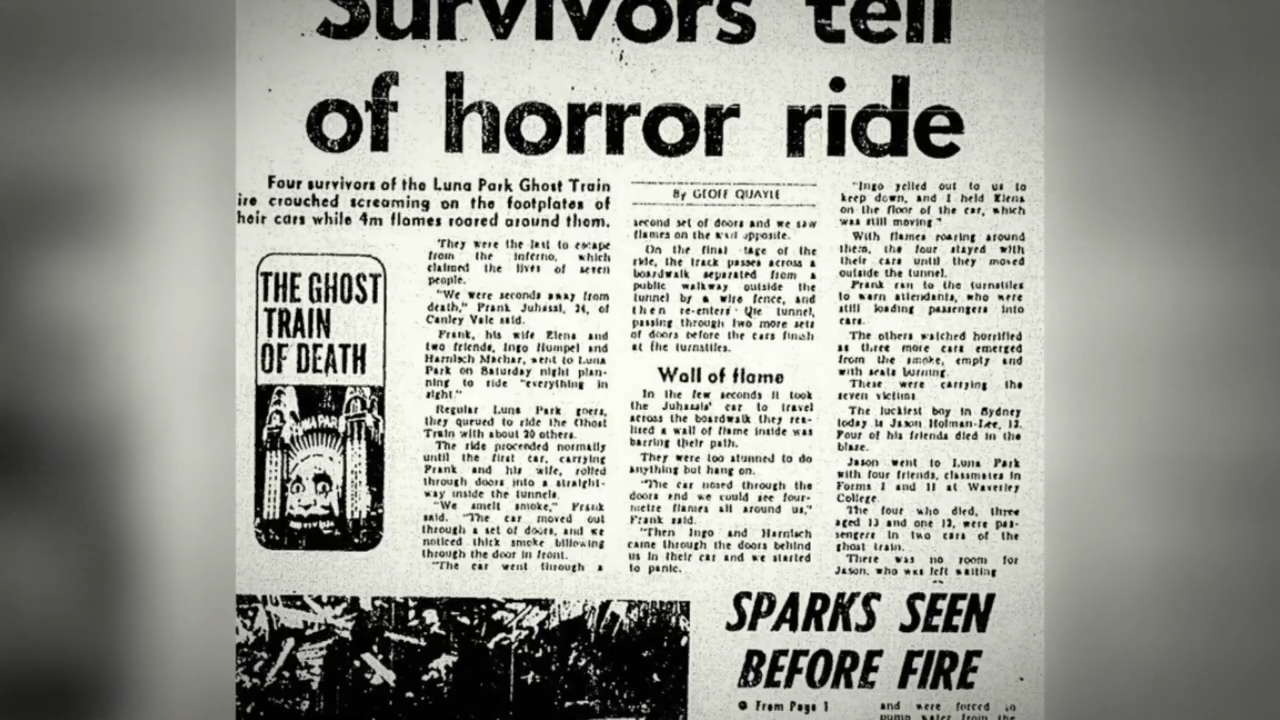 Survivors tell
of horror ride
Four survivors of the Luna Park Ghost Train
ire crouched screaming on the footplates of
heir cars while 4m flames roared around them.
THE GHOST
TRAIN
OF DEATH
LUNA PARK
They were the last to escape
from the inferno, which
claimed the lives of seven
people.
"We were seconds away from
death," Frank Juhasal, 24, of
Canley Vale said.
Frank, his wife Elena and
two friends, Ingo Humpel and
Harnisch Machar, went to Luna
Park on Saturday night plan-
ning to ride "everything in
sight."
Regular Luna Park goers,
they queued to ride the Ghost
Train with about 20 others.
The ride proceeded normally
until the first car, carrying
Frank and his wife, rolled
through doors into a straight-
way inside the tunnels.
"We smelt smoke," Frank
said. "The car moved out
through a set of doors, and we
noticed thick smoke billowing
through the door in front.
"The car went through a
By GEOFF QUAYLE
second set of doors and we saw
flames on the wall opposite.
On the final tage of the
ride, the track passes across a
boardwalk separated from a
public walkway outside the
tunnel by a wire fence, and
then re-enters the tunnel,
passing through two more sets
of doors before the cars finish
at the turnstiles.
Wall of flame
In the few seconds it took
the Juhasals' car to travel
across the boardwalk they rea-
lised a wall of flame inside was
barring their path.
They were too stunned to do
anything but hang on.
"The car nosed through the
doors and we could see four-
metre flames all around us,"
Frank said.
"Then Ingo and Harnisch
came through the doors behind
us in their car and we started
to panic.
"Ingo yelled out to us to
keep down, and I held Elena
on the floor of the car, which
was still moving"
With flames roaring around
them, the four stayed with
their cars until they moved
outside the tunnel.
Frank ran to the turnstiles
to warn attendants, who were
still loading passengers into
cars.
The others watched horrified
as three more cars emerged
from the smoke, empty and
with seats burning.
These were carrying the
seven victims
The luckiest boy in Sydney
today is Jason Holman-Lee, 12.
Four of his friends died in the
blaze.
Jason went to Luna Park
with four friends, classmates in
Forms I and II at Waverley
College.
The four who died, three
aged 13 and one 12, were pas-
sengers in two cars of the
ghost train.
There was no room for
Jason, who was left waiting
SPARKS SEEN
BEFORE FIRE
From Page 1
and were forced to
pump water from the